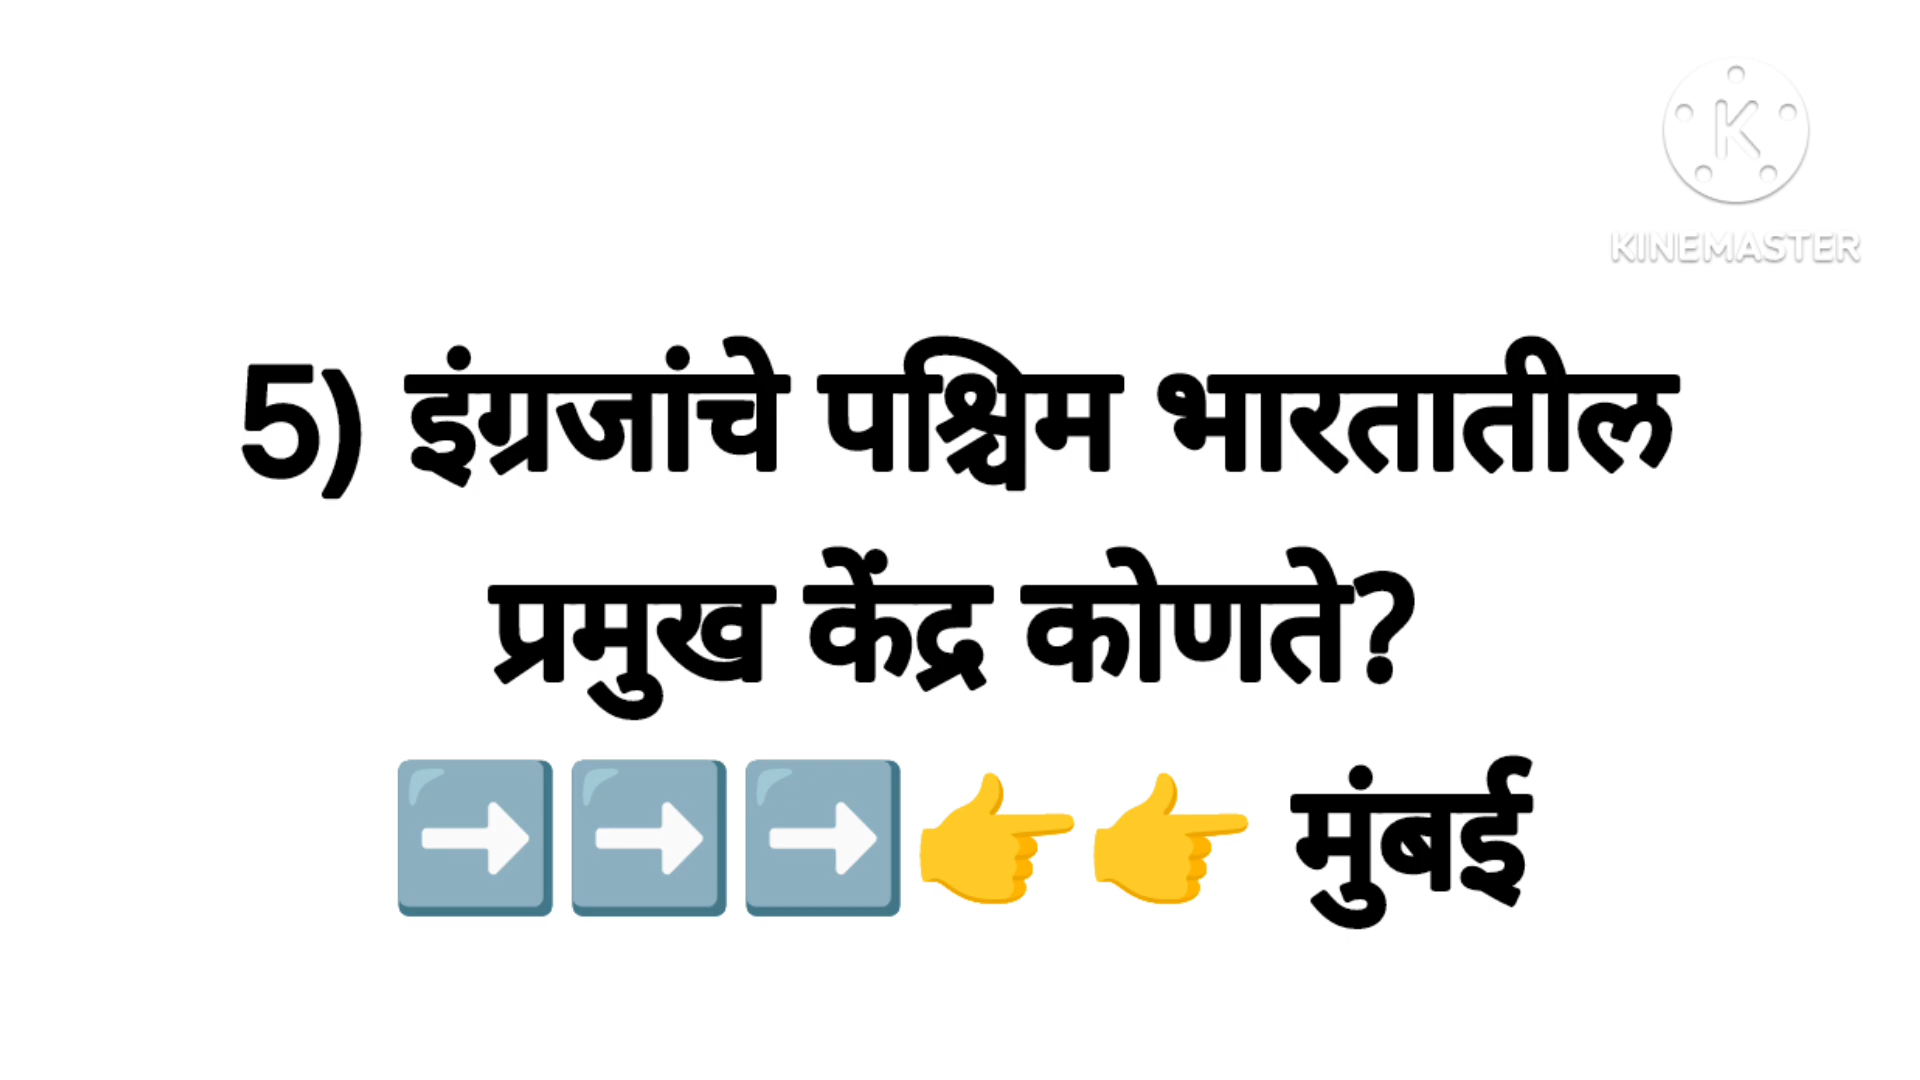 KINEMASTER
5) इंग्रजांचे पश्चिम भारतातील
प्रमुख केंद्र कोणते?
➡️➡️➡️👉👉 मुंबई